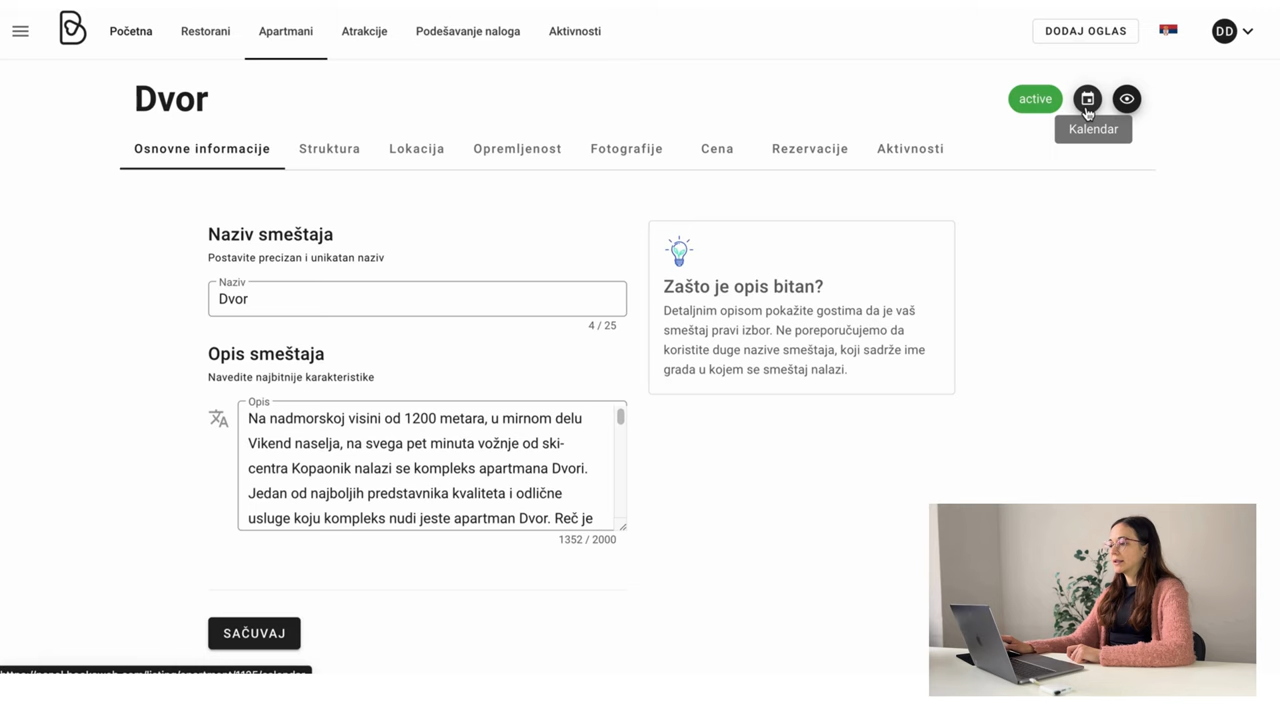 Početna Restorani Apartmani Atrakcije Podešavanje naloga Aktivnosti DODAJ OGLAS DD
Dvor
active
Kalendar
Osnovne informacije Struktura Lokacija Opremljenost Fotografije Cena Rezervacije Aktivnosti
Naziv smeštaja
Postavite precizan i unikatan naziv
Naziv
Dvor
4 / 25
Opis smeštaja
Navedite najbitnije karakteristike
Opis
Na nadmorskoj visini od 1200 metara, u mirnom delu
Vikend naselja, na svega pet minuta vožnje od ski-
centra Kopaonik nalazi se kompleks apartmana Dvori.
Jedan od najboljih predstavnika kvaliteta i odlične
usluge koju kompleks nudi jeste apartman Dvor. Reč je
1352 / 2000
Zašto je opis bitan?
Detaljnim opisom pokažite gostima da je vaš
smeštaj pravi izbor. Ne poreporučujemo da
koristite duge nazive smeštaja, koji sadrže ime
grada u kojem se smeštaj nalazi.
SAČUVAJ